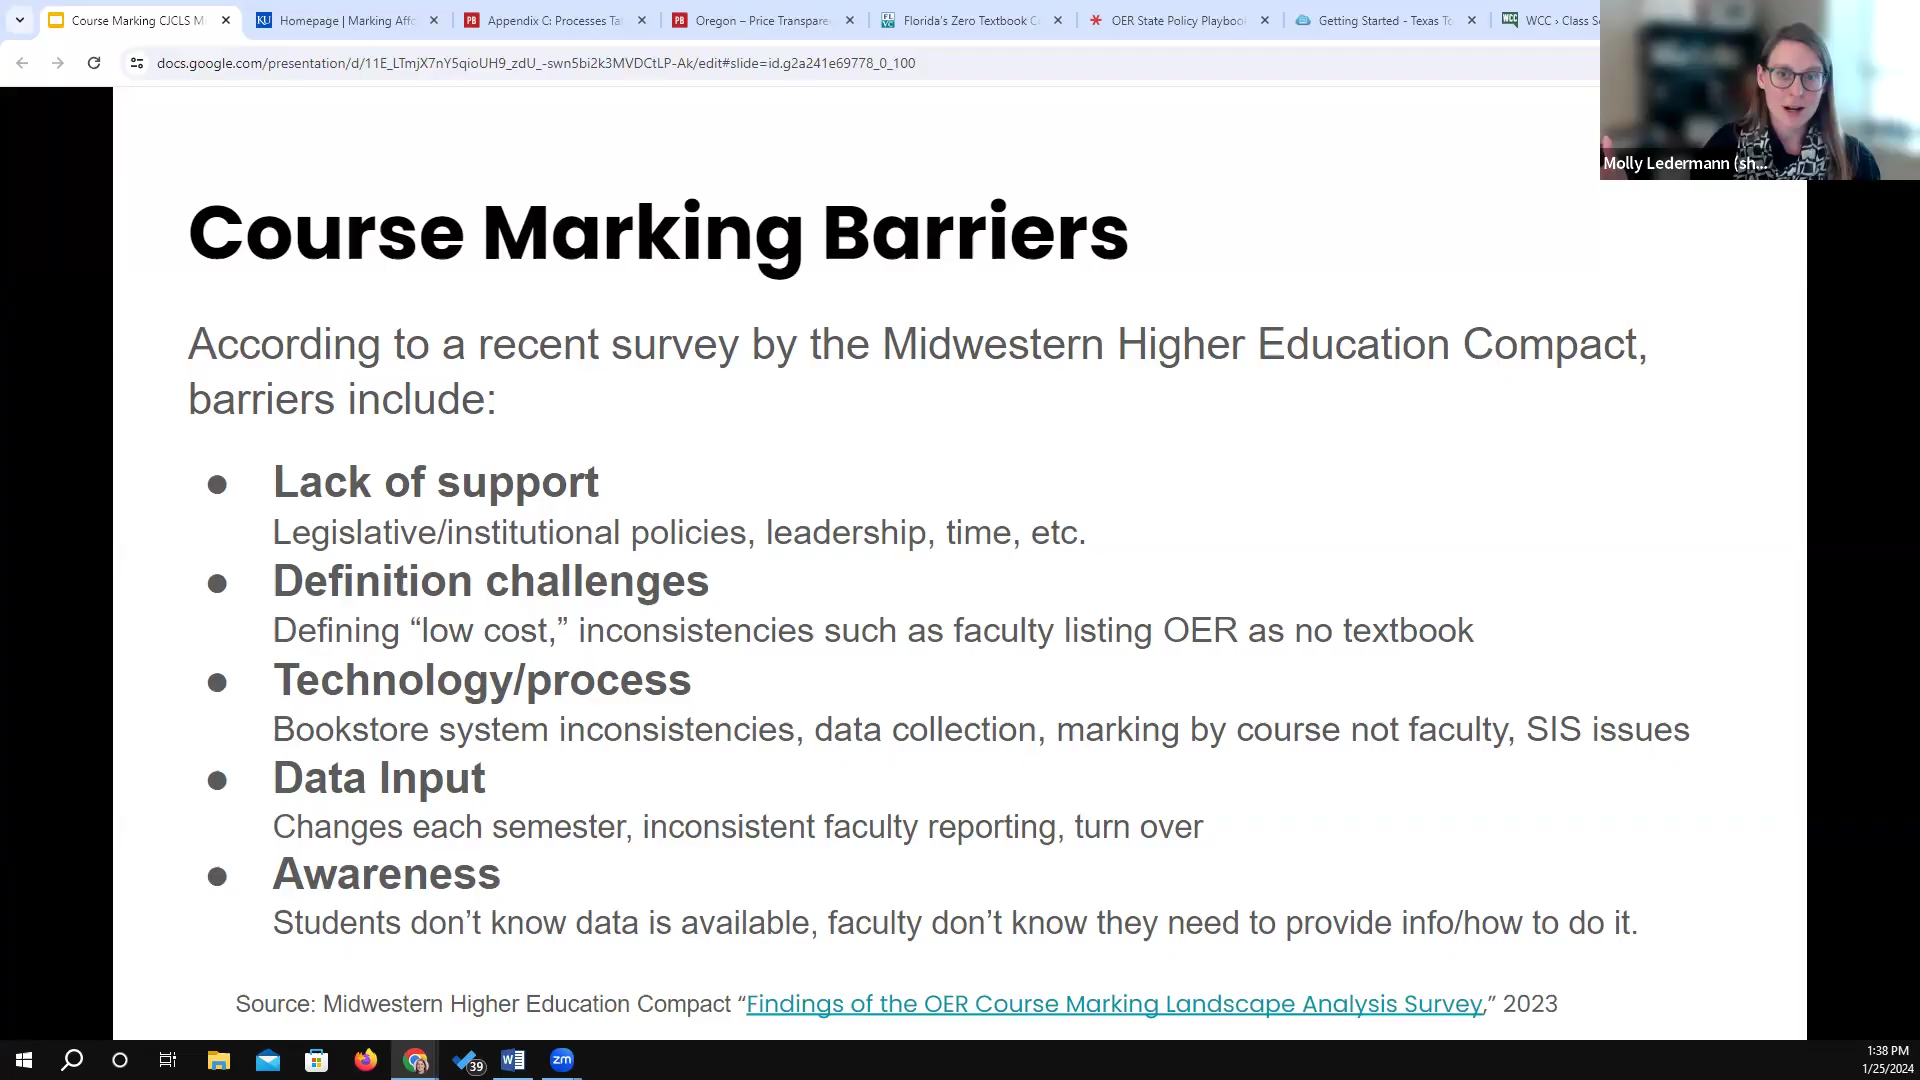 Course Marking CJCLS M
Homepage | Marking Affo
Appendix C: Processes Ta
Oregon – Price Transpare
Florida's Zero Textbook C
OER State Policy Playboo
Getting Started - Texas To
WCC › Class Se
docs.google.com/presentation/d/11E_LTmjX7nY5qioUH9_zdU_-swn5bi2k3MVDCtLP-Ak/edit#slide=id.g2a241e69778_0_100
Molly Ledermann (sh...
Course Marking Barriers
According to a recent survey by the Midwestern Higher Education Compact,
barriers include:
● Lack of support
Legislative/institutional policies, leadership, time, etc.
● Definition challenges
Defining “low cost,” inconsistencies such as faculty listing OER as no textbook
● Technology/process
Bookstore system inconsistencies, data collection, marking by course not faculty, SIS issues
● Data Input
Changes each semester, inconsistent faculty reporting, turn over
● Awareness
Students don’t know data is available, faculty don’t know they need to provide info/how to do it.
Source: Midwestern Higher Education Compact “Findings of the OER Course Marking Landscape Analysis Survey,” 2023
39
zm
1:38 PM
1/25/2024